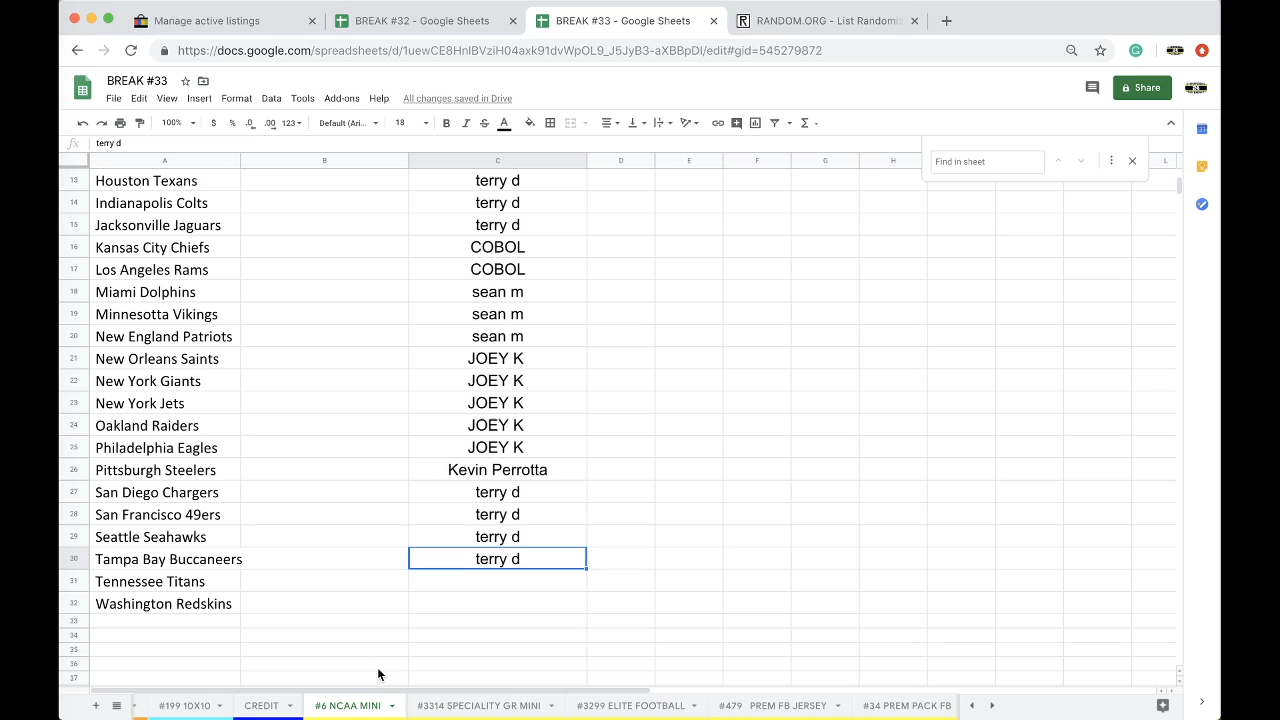 Manage active listings
BREAK #32 - Google Sheets
BREAK #33 - Google Sheets
RANDOM.ORG - List Randomiz
https://docs.google.com/spreadsheets/d/1uewCE8HnIBVziH04axk91dvWpOL9_J5JyB3-aXBBpDI/edit#gid=545279872
BREAK #33
File Edit View Insert Format Data Tools Add-ons Help All changes saved in Drive
Share
100% $ % .0 .00 123 Default (Ari... 18 B I S A
fx terry d
Find in sheet
A B C D E F G H L
13 Houston Texans terry d
14 Indianapolis Colts terry d
15 Jacksonville Jaguars terry d
16 Kansas City Chiefs COBOL
17 Los Angeles Rams COBOL
18 Miami Dolphins sean m
19 Minnesotta Vikings sean m
20 New England Patriots sean m
21 New Orleans Saints JOEY K
22 New York Giants JOEY K
23 New York Jets JOEY K
24 Oakland Raiders JOEY K
25 Philadelphia Eagles JOEY K
26 Pittsburgh Steelers Kevin Perrotta
27 San Diego Chargers terry d
28 San Francisco 49ers terry d
29 Seattle Seahawks terry d
30 Tampa Bay Buccaneers terry d
31 Tennessee Titans
32 Washington Redskins
33
34
35
36
37
#199 10X10 CREDIT #6 NCAA MINI #3314 SPECIALITY GR MINI #3299 ELITE FOOTBALL #479 PREM FB JERSEY #34 PREM PACK FB